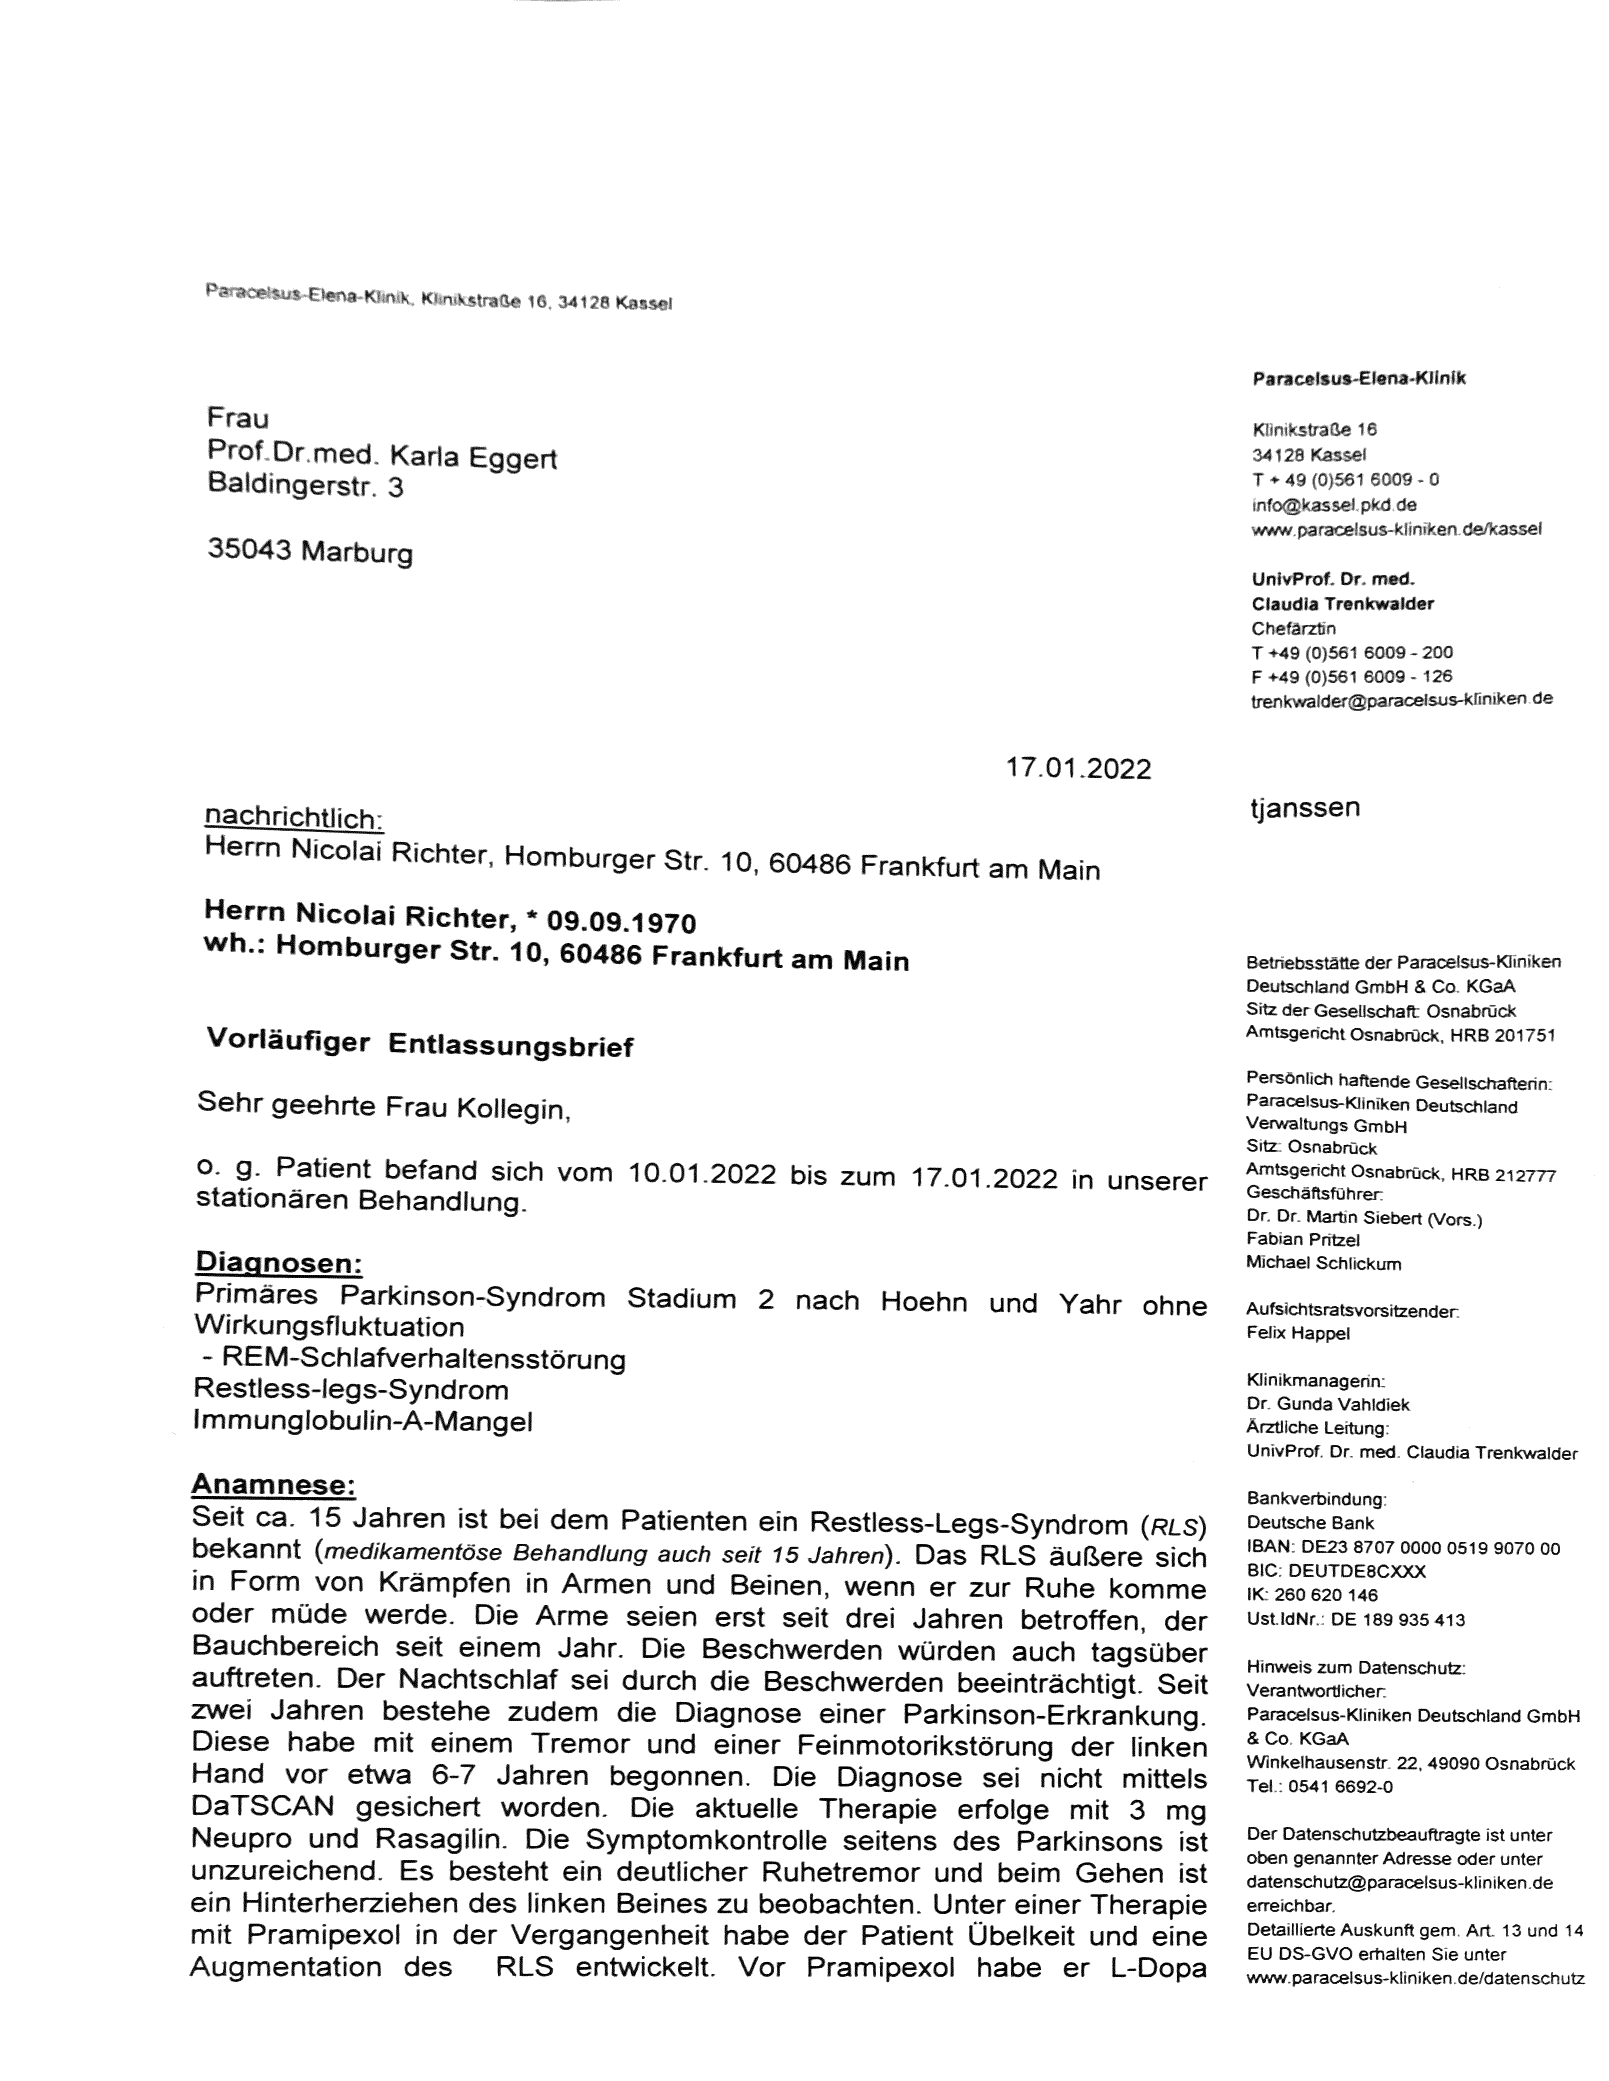 Paracelsus-Elena-Klinik, Klinikstraße 16, 34128 Kassel
Frau
Prof.Dr.med. Karla Eggert
Baldingerstr. 3
35043 Marburg
Paracelsus-Elena-Klinik
Klinikstraße 16
34128 Kassel
T + 49 (0)561 6009 - 0
info@kassel.pkd.de
www.paracelsus-kliniken.de/kassel
UnivProf. Dr. med.
Claudia Trenkwalder
Chefärztin
T +49 (0)561 6009 - 200
F +49 (0)561 6009 - 126
trenkwalder@paracelsus-kliniken.de
17.01.2022
tjanssen
nachrichtlich:
Herrn Nicolai Richter, Homburger Str. 10, 60486 Frankfurt am Main
Herrn Nicolai Richter, * 09.09.1970
wh.: Homburger Str. 10, 60486 Frankfurt am Main
Vorläufiger Entlassungsbrief
Sehr geehrte Frau Kollegin,
o. g. Patient befand sich vom 10.01.2022 bis zum 17.01.2022 in unserer
stationären Behandlung.
Diagnosen:
Primäres Parkinson-Syndrom Stadium 2 nach Hoehn und Yahr ohne
Wirkungsfluktuation
- REM-Schlafverhaltensstörung
Restless-legs-Syndrom
Immunglobulin-A-Mangel
Anamnese:
Seit ca. 15 Jahren ist bei dem Patienten ein Restless-Legs-Syndrom (RLS)
bekannt (medikamentöse Behandlung auch seit 15 Jahren). Das RLS äußere sich
in Form von Krämpfen in Armen und Beinen, wenn er zur Ruhe komme
oder müde werde. Die Arme seien erst seit drei Jahren betroffen, der
Bauchbereich seit einem Jahr. Die Beschwerden würden auch tagsüber
auftreten. Der Nachtschlaf sei durch die Beschwerden beeinträchtigt. Seit
zwei Jahren bestehe zudem die Diagnose einer Parkinson-Erkrankung.
Diese habe mit einem Tremor und einer Feinmotorikstörung der linken
Hand vor etwa 6-7 Jahren begonnen. Die Diagnose sei nicht mittels
DaTSCAN gesichert worden. Die aktuelle Therapie erfolge mit 3 mg
Neupro und Rasagilin. Die Symptomkontrolle seitens des Parkinsons ist
unzureichend. Es besteht ein deutlicher Ruhetremor und beim Gehen ist
ein Hinterherziehen des linken Beines zu beobachten. Unter einer Therapie
mit Pramipexol in der Vergangenheit habe der Patient Übelkeit und eine
Augmentation des RLS entwickelt. Vor Pramipexol habe er L-Dopa
Betriebsstätte der Paracelsus-Kliniken
Deutschland GmbH & Co. KGaA
Sitz der Gesellschaft: Osnabrück
Amtsgericht Osnabrück, HRB 201751
Persönlich haftende Gesellschafterin:
Paracelsus-Kliniken Deutschland
Verwaltungs GmbH
Sitz: Osnabrück
Amtsgericht Osnabrück, HRB 212777
Geschäftsführer:
Dr. Dr. Martin Siebert (Vors.)
Fabian Pritzel
Michael Schlickum
Aufsichtsratsvorsitzender:
Felix Happel
Klinikmanagerin:
Dr. Gunda Vahldiek
Ärztliche Leitung:
UnivProf. Dr. med. Claudia Trenkwalder
Bankverbindung:
Deutsche Bank
IBAN: DE23 8707 0000 0519 9070 00
BIC: DEUTDE8CXXX
IK: 260 620 146
Ust.IdNr.: DE 189 935 413
Hinweis zum Datenschutz:
Verantwortlicher:
Paracelsus-Kliniken Deutschland GmbH
& Co. KGaA
Winkelhausenstr. 22, 49090 Osnabrück
Tel.: 0541 6692-0
Der Datenschutzbeauftragte ist unter
oben genannter Adresse oder unter
datenschutz@paracelsus-kliniken.de
erreichbar.
Detaillierte Auskunft gem. Art. 13 und 14
EU DS-GVO erhalten Sie unter
www.paracelsus-kliniken.de/datenschutz